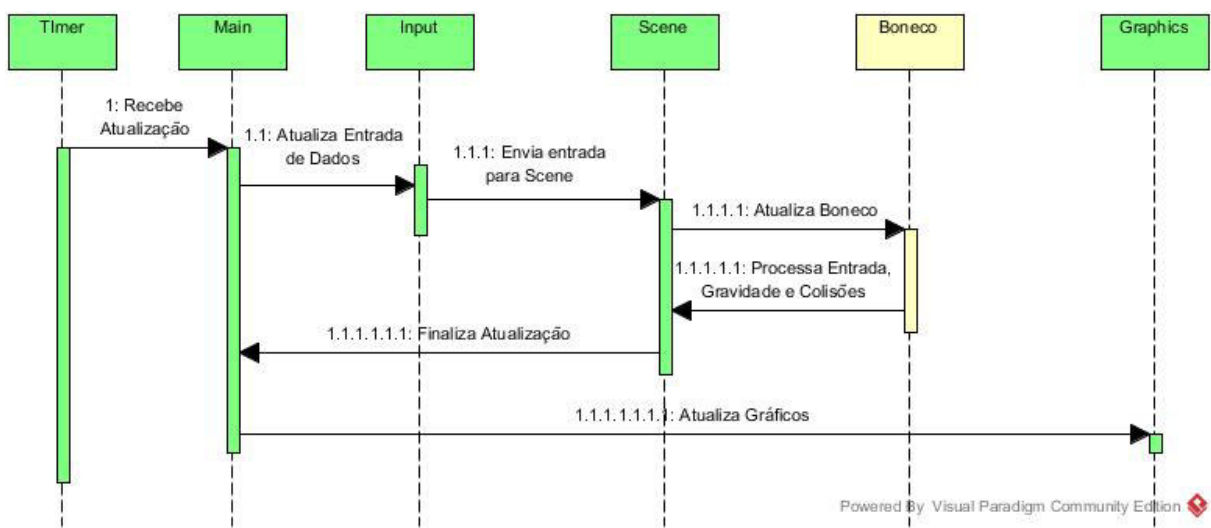 TImer
Main
Input
Scene
Boneco
Graphics
1: Recebe
Atualização
1.1: Atualiza Entrada
de Dados
1.1.1: Envia entrada
para Scene
1.1.1.1: Atualiza Boneco
1.1.1.1.1: Processa Entrada,
Gravidade e Colisões
1.1.1.1.1.1: Finaliza Atualização
1.1.1.1.1.1.1: Atualiza Gráficos
Powered By Visual Paradigm Community Edition